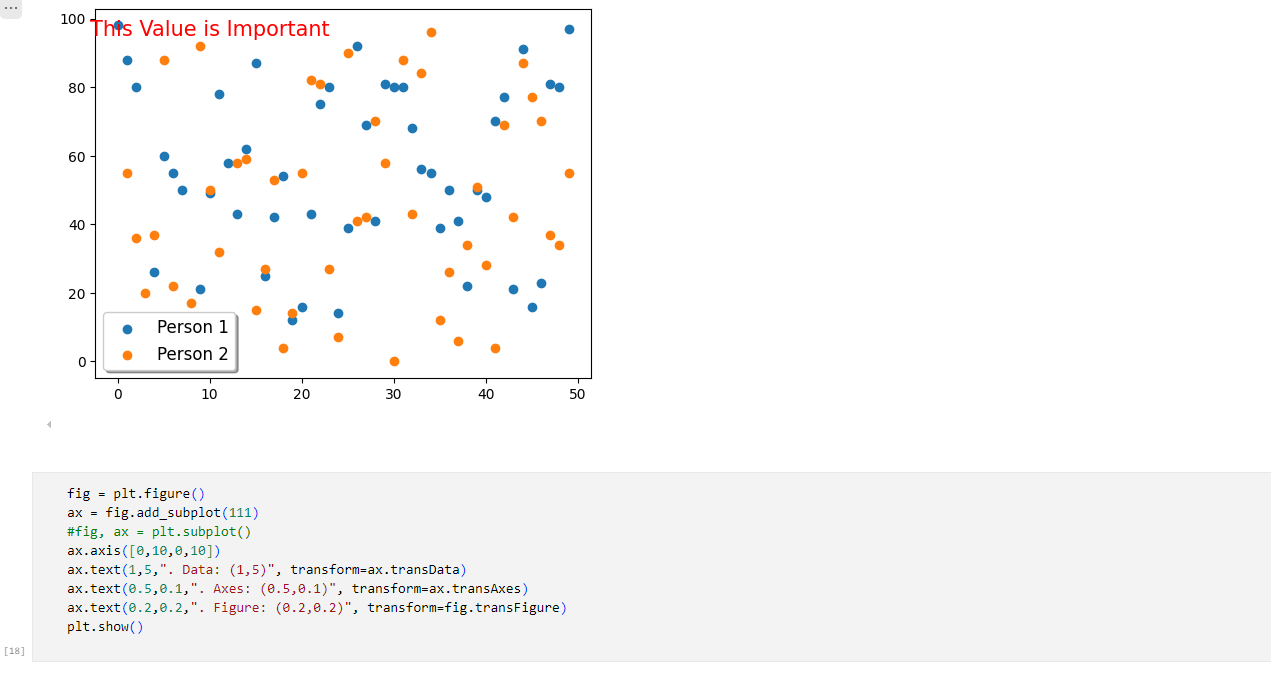 ...
100
This Value is Important
80
60
40
20
0
Person 1
Person 2
0 10 20 30 40 50
fig = plt.figure()
ax = fig.add_subplot(111)
#fig, ax = plt.subplot()
ax.axis([0,10,0,10])
ax.text(1,5,". Data: (1,5)", transform=ax.transData)
ax.text(0.5,0.1,". Axes: (0.5,0.1)", transform=ax.transAxes)
ax.text(0.2,0.2,". Figure: (0.2,0.2)", transform=fig.transFigure)
plt.show()
[18]